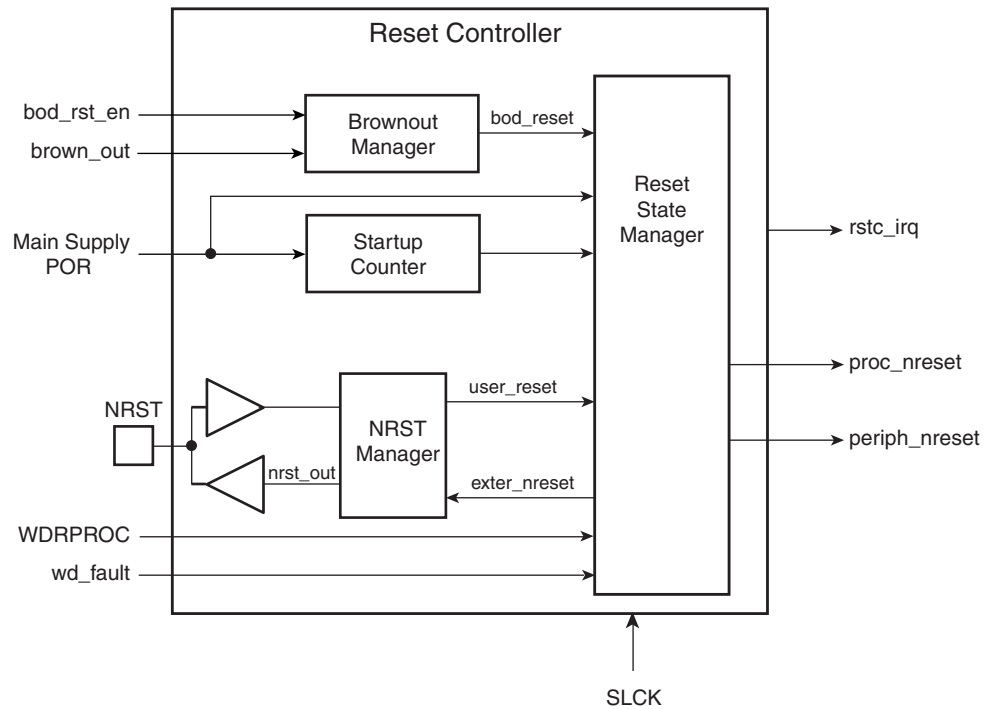 Reset Controller
bod_rst_en
brown_out
Brownout
Manager
bod_reset
Main Supply
POR
Startup
Counter
Reset
State
Manager
rstc_irq
proc_nreset
periph_nreset
NRST
nrst_out
NRST
Manager
user_reset
exter_nreset
WDRPROC
wd_fault
SLCK